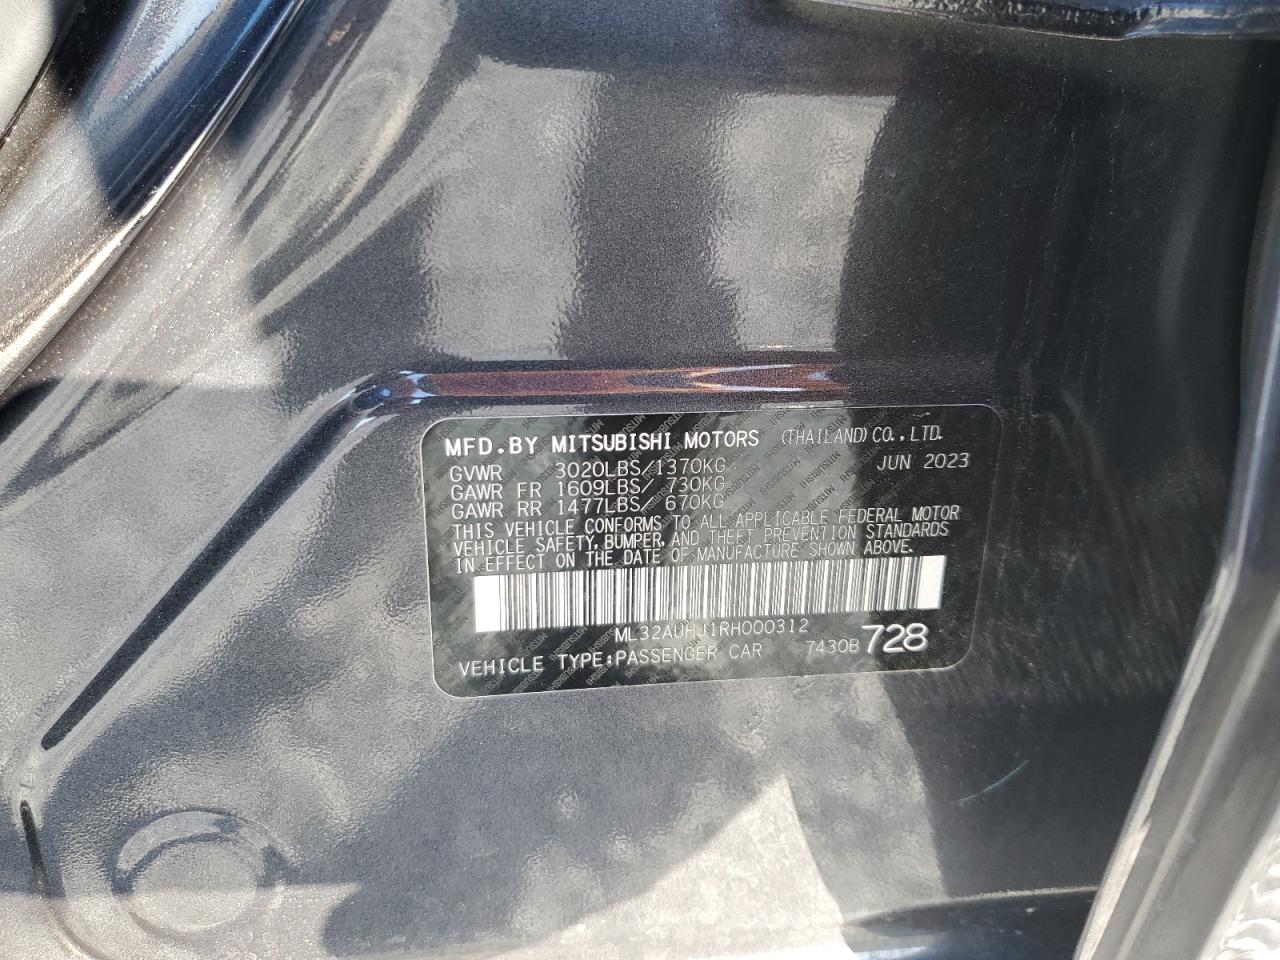 MFD.BY MITSUBISHI MOTORS (THAILAND)CO.,LTD.
GVWR 3020LBS/1370KG JUN 2023
GAWR FR 1609LBS/ 730KG
GAWR RR 1477LBS/ 670KG
THIS VEHICLE CONFORMS TO ALL APPLICABLE FEDERAL MOTOR
VEHICLE SAFETY, BUMPER, AND THEFT PREVENTION STANDARDS
IN EFFECT ON THE DATE OF MANUFACTURE SHOWN ABOVE.
ML32AUHJ1RH000312
VEHICLE TYPE:PASSENGER CAR 7430B 728